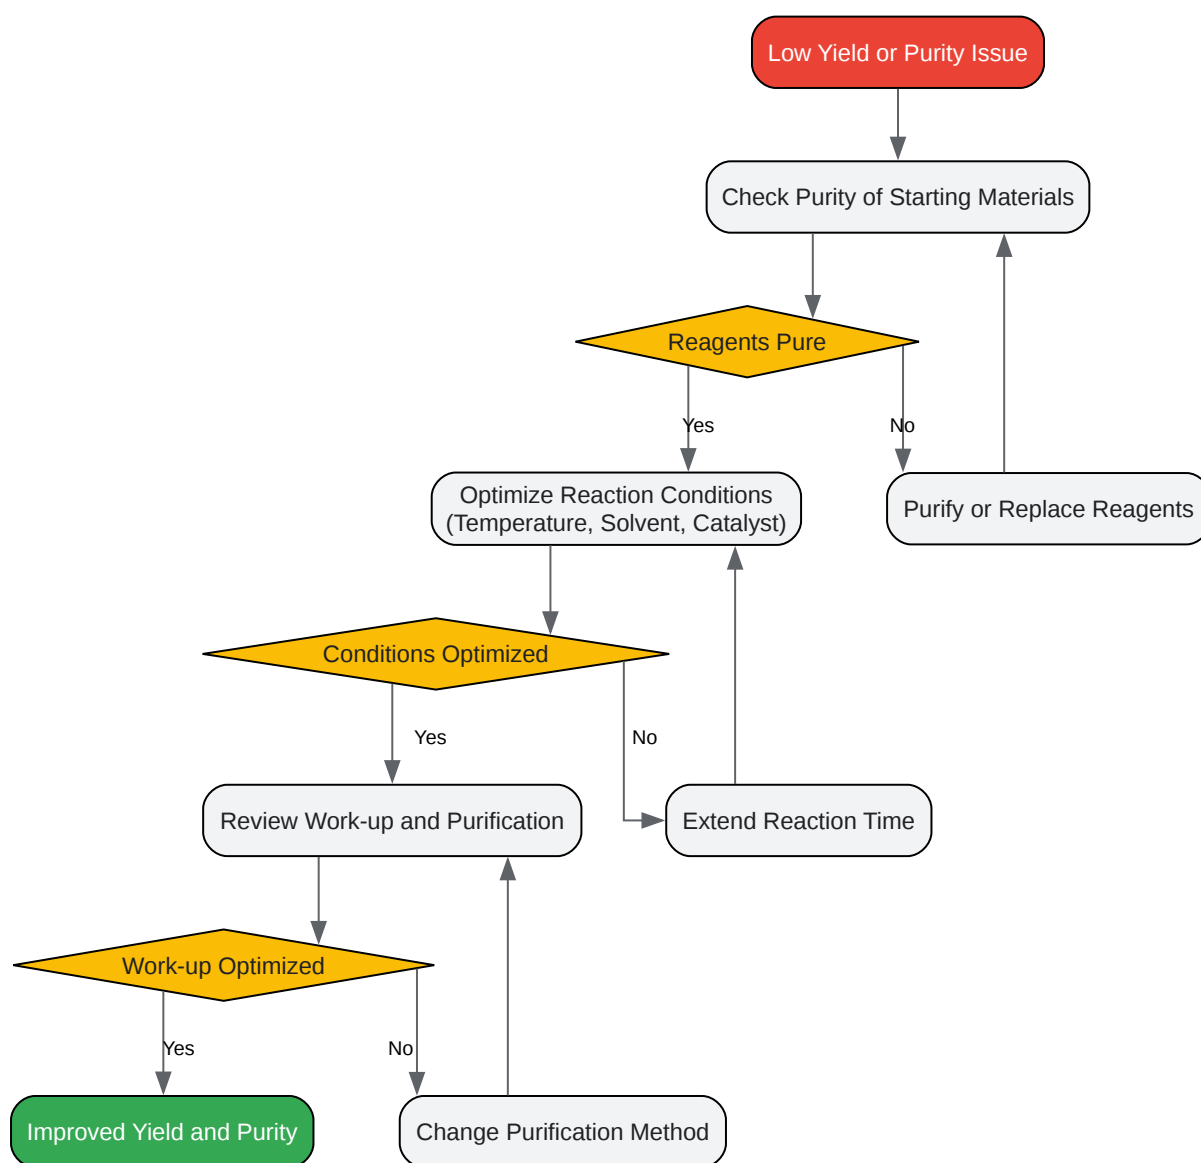 Low Yield or Purity Issue
Check Purity of Starting Materials
Reagents Pure
Yes
No
Optimize Reaction Conditions
(Temperature, Solvent, Catalyst)
Purify or Replace Reagents
Conditions Optimized
Yes
No
Review Work-up and Purification
Extend Reaction Time
Work-up Optimized
Yes
No
Improved Yield and Purity
Change Purification Method